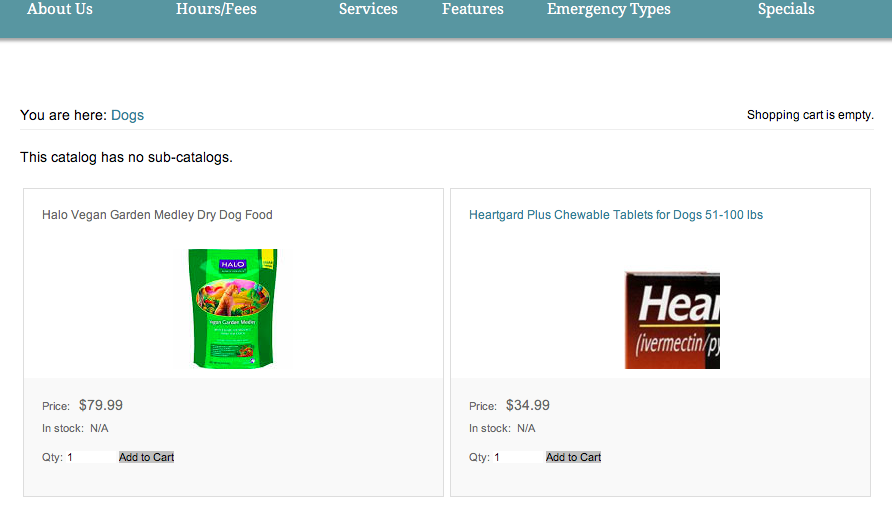 About Us Hours/Fees Services Features Emergency Types Specials
You are here: Dogs Shopping cart is empty.
This catalog has no sub-catalogs.
Halo Vegan Garden Medley Dry Dog Food
HALO
egan Garden Medley
Price: $79.99
In stock: N/A
Qty: 1 Add to Cart
Heartgard Plus Chewable Tablets for Dogs 51-100 lbs
Hear
(ivermectin/py
Price: $34.99
In stock: N/A
Qty: 1 Add to Cart